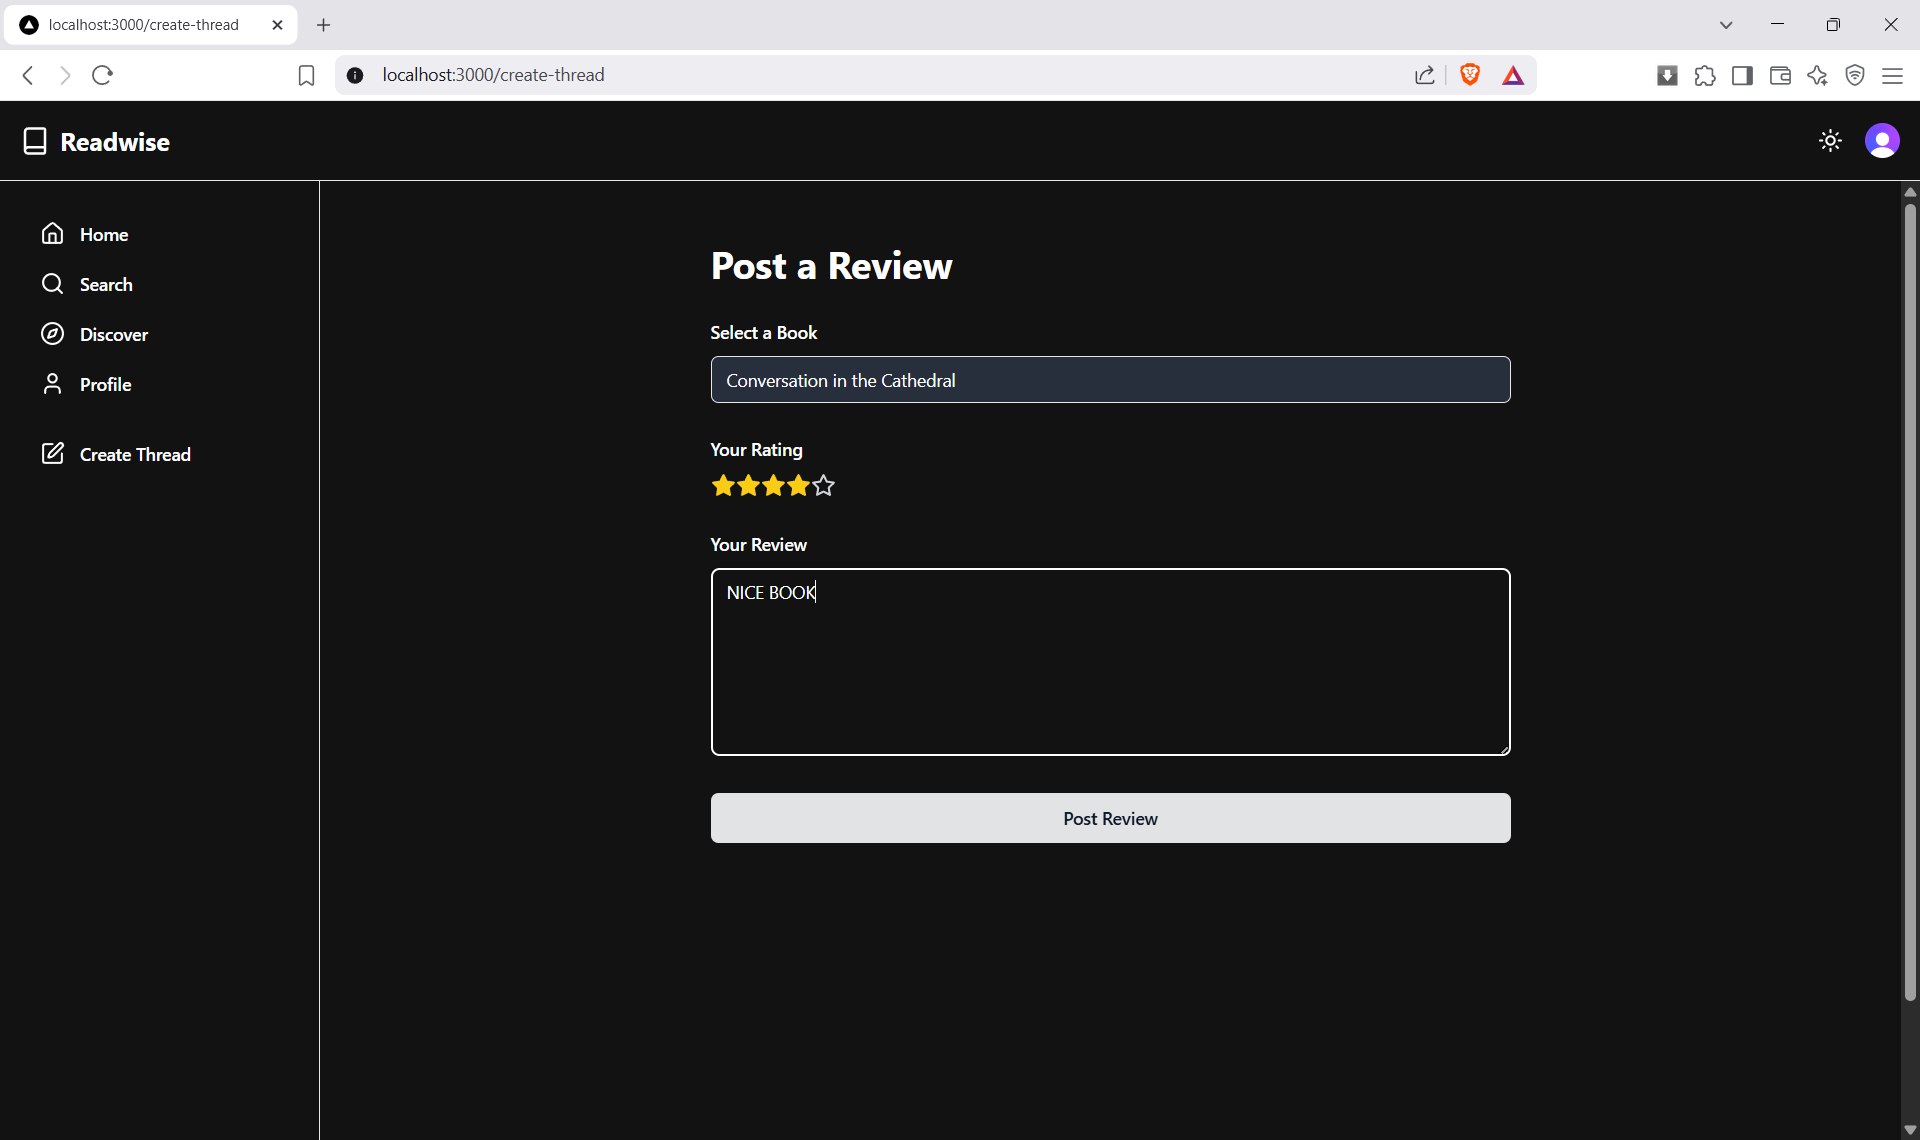 localhost:3000/create-thread
localhost:3000/create-thread
Readwise
Home
Search
Discover
Profile
Create Thread
Post a Review
Select a Book
Conversation in the Cathedral
Your Rating
Your Review
NICE BOOK
Post Review